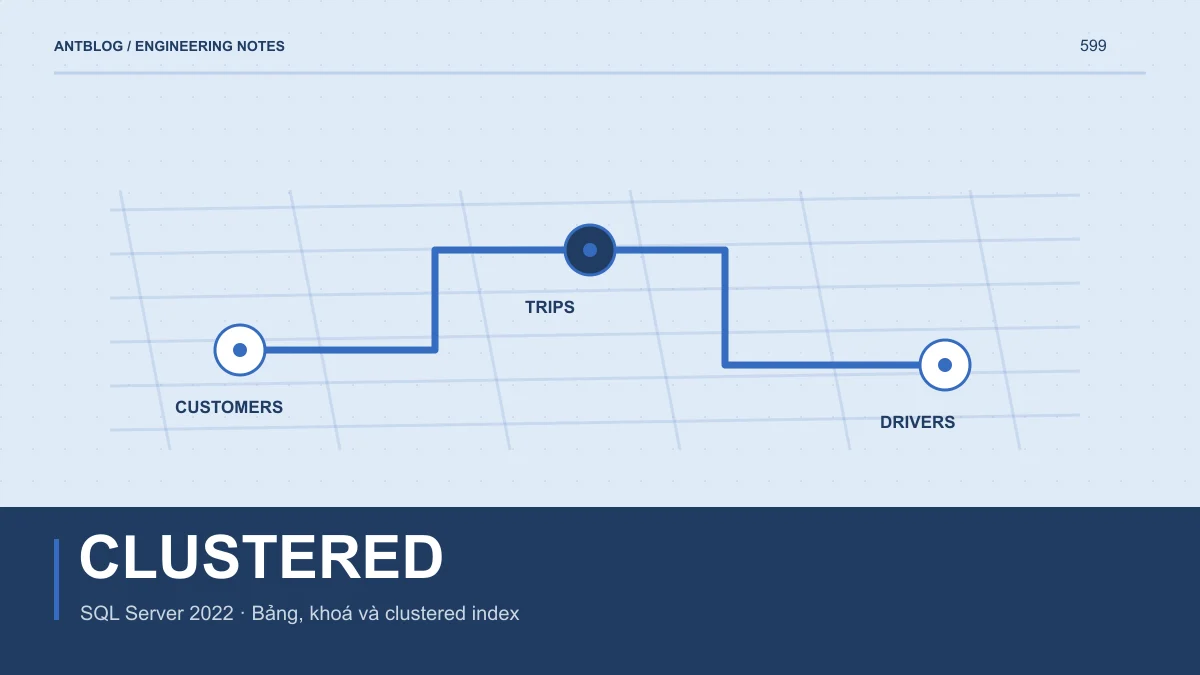 ANTBLOG / ENGINEERING NOTES
599
TRIPS
CUSTOMERS
DRIVERS
CLUSTERED
SQL Server 2022 · Bảng, khoá và clustered index